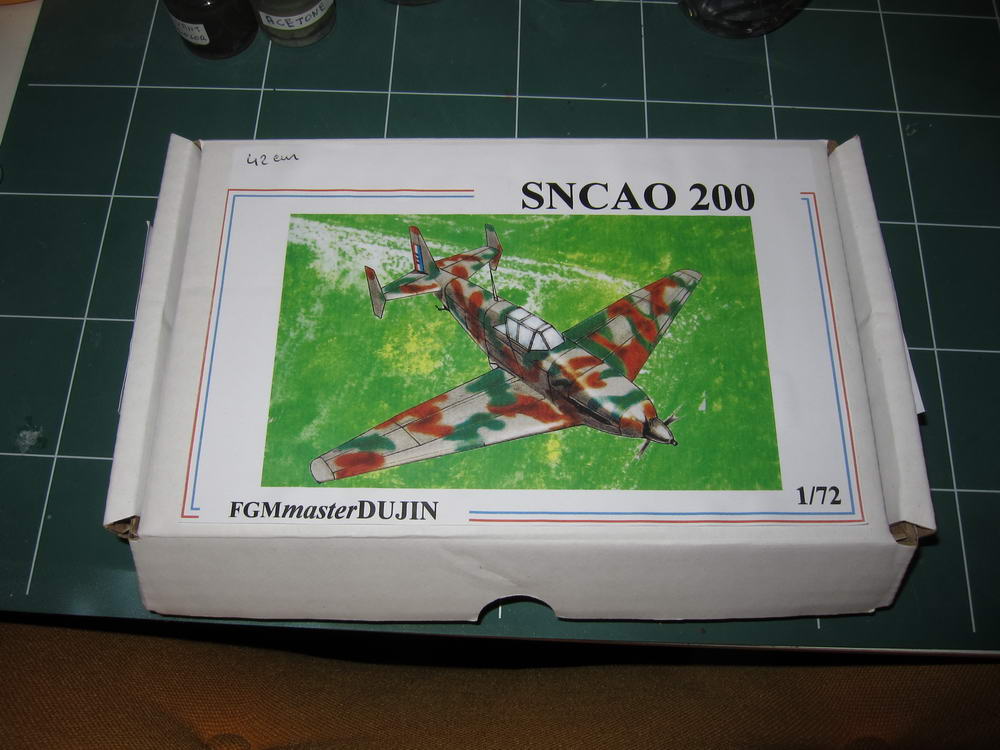 ACETONE
42 eur
SNCAO 200
FGMmasterDUJIN
1/72